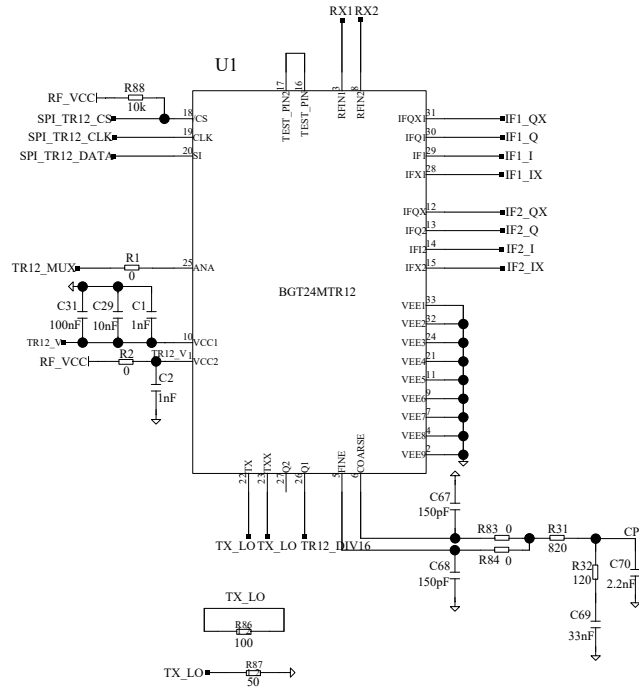 RX1 RX2
U1
R88
RF_VCC
10k
17
TEST_PIN2
16
TEST_PIN
3
RFIN1
8
RFIN2
SPI_TR12_CS
18
CS
SPI_TR12_CLK
19
CLK
SPI_TR12_DATA
20
SI
IFQX1
31
IF1_QX
IFQ1
30
IF1_Q
IFI
29
IF1_I
IFX1
28
IF1_IX
IFQX
12
IF2_QX
IFQ2
13
IF2_Q
IFI2
14
IF2_I
IFX2
15
IF2_IX
R1
TR12_MUX
0
25
ANA
BGT24MTR12
C31
100nF
C29
10nF
C1
1nF
TR12_V
10
VCC1
RF_VCC
R2
0
TR12_V
1
VCC2
C2
1nF
VEE1
33
VEE2
32
VEE3
24
VEE4
21
VEE5
11
VEE6
9
VEE7
7
VEE8
4
VEE9
2
TX
22
TXX
23
Q2
27
Q1
26
FINE
5
COARSE
6
TX_LO TX_LO TR12_DIV16
C67
150pF
R83 0
R31
820
CP
R84 0
C68
150pF
R32
120
C70
2.2nF
C69
33nF
TX_LO
R86
100
TX_LO
R87
50